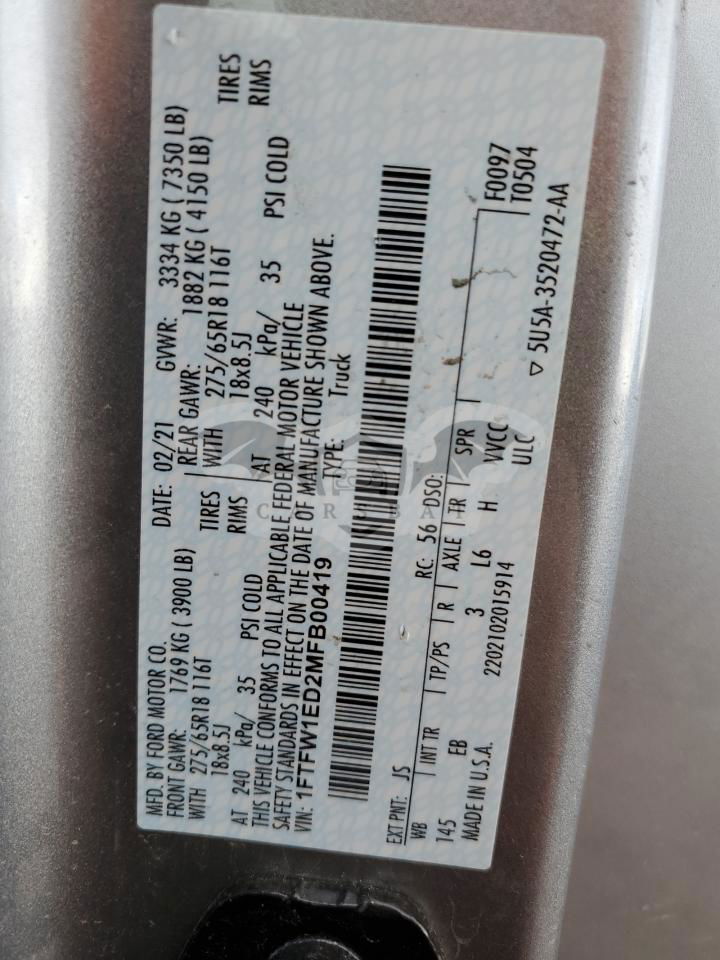 MFD. BY FORD MOTOR CO.
DATE: 02/21 GVWR: 3334 KG ( 7350 LB)
FRONT GAWR: 1769 KG ( 3900 LB)
REAR GAWR: 1882 KG ( 4150 LB)
WITH 275/65R18 116T TIRES
WITH 275/65R18 116T TIRES
18x8.5J RIMS
18x8.5J RIMS
AT 240 kPa/ 35 PSI COLD
AT 240 kPa/ 35 PSI COLD
THIS VEHICLE CONFORMS TO ALL APPLICABLE FEDERAL MOTOR VEHICLE
SAFETY STANDARDS IN EFFECT ON THE DATE OF MANUFACTURE SHOWN ABOVE.
VIN: 1FTFW1ED2MFB00419 TYPE: Truck
EXT PNT: JS RC: 56 DSO: F0097
WB INT TR TP/PS R AXLE TR SPR T0504
145 EB 3 L6 H VVCC
MADE IN U.S.A. 2202102015914 ULC
▽ 5U5A-3520472-AA
CARSBAT